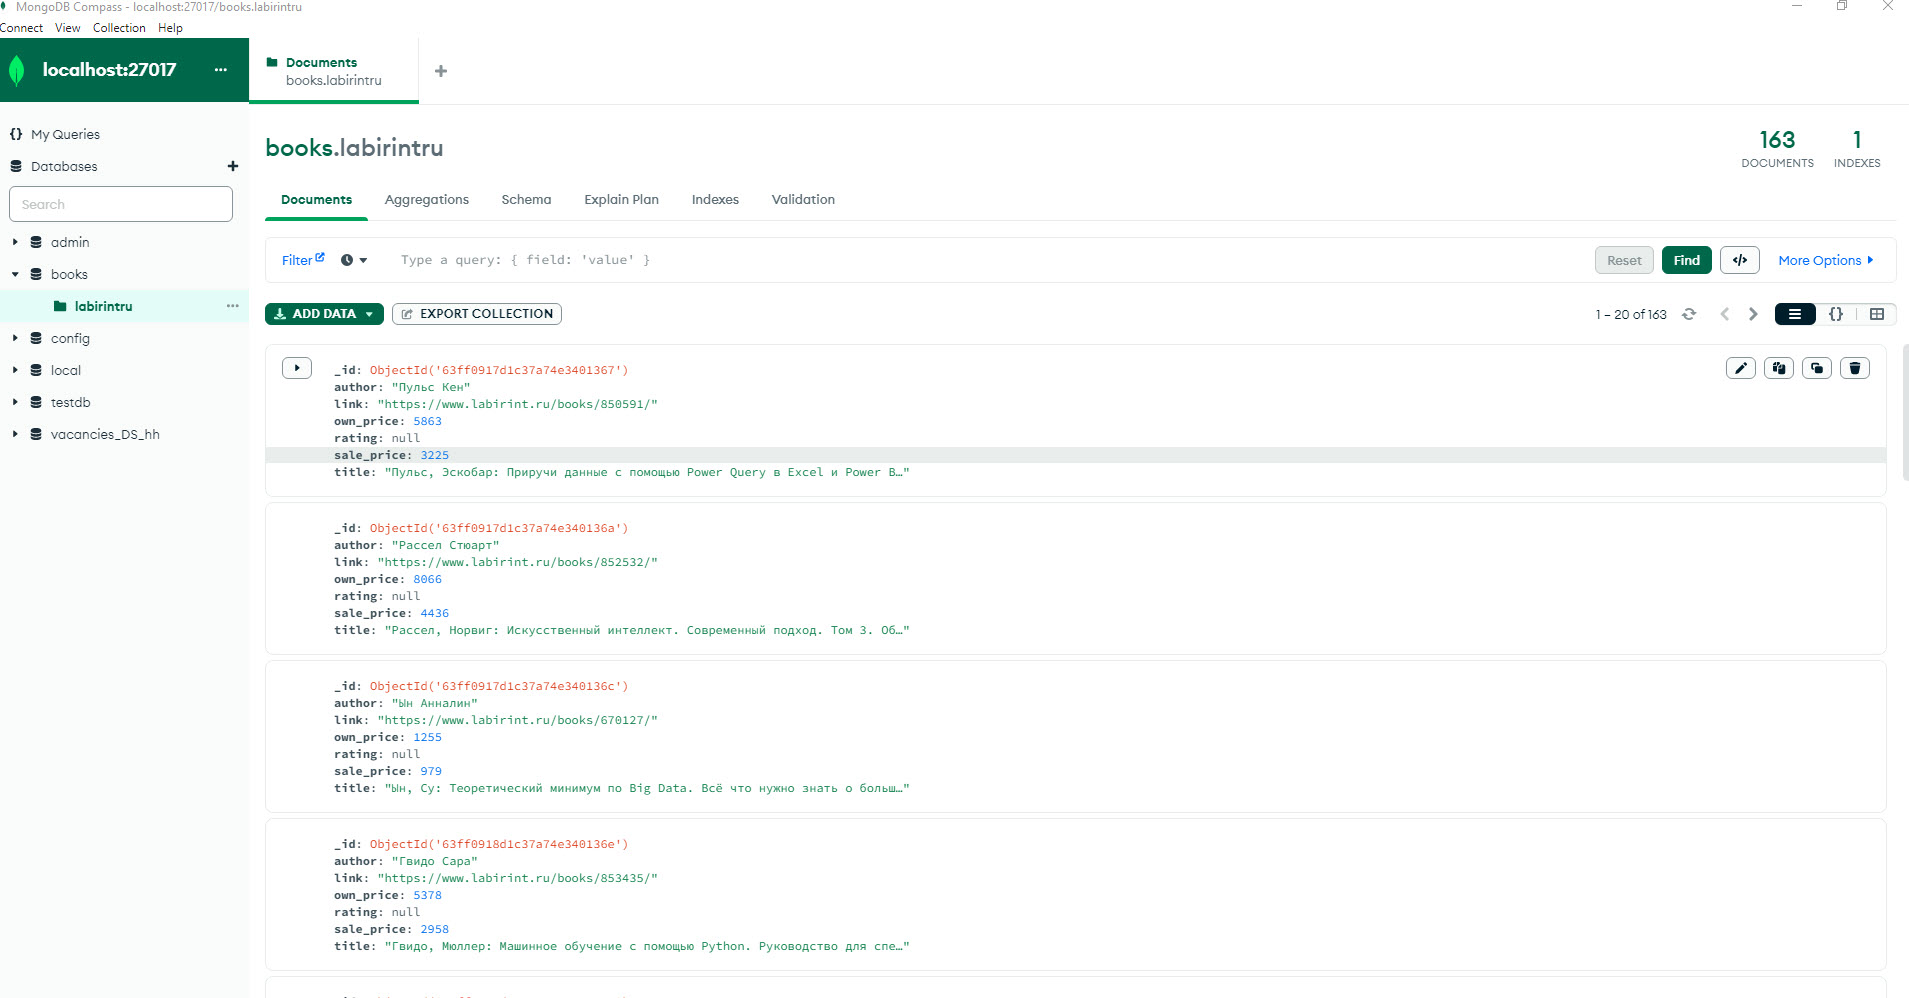 MongoDB Compass - localhost:27017/books.labirintru
Connect View Collection Help
localhost:27017 ...
Documents
books.labirintru
+
{} My Queries
Databases +
Search
admin
books
labirintru ...
config
local
testdb
vacancies_DS_hh
books.labirintru
163
DOCUMENTS
1
INDEXES
Documents Aggregations Schema Explain Plan Indexes Validation
Filter Type a query: { field: 'value' } Reset Find </> More Options
ADD DATA EXPORT COLLECTION 1 – 20 of 163 {}
_id: ObjectId('63ff0917d1c37a74e3401367')
author: "Пульс Кен"
link: "https://www.labirint.ru/books/850591/"
own_price: 5863
rating: null
sale_price: 3225
title: "Пульс, Эскобар: Приручи данные с помощью Power Query в Excel и Power B…"
_id: ObjectId('63ff0917d1c37a74e340136a')
author: "Рассел Стюарт"
link: "https://www.labirint.ru/books/852532/"
own_price: 8066
rating: null
sale_price: 4436
title: "Рассел, Норвиг: Искусственный интеллект. Современный подход. Том 3. Об…"
_id: ObjectId('63ff0917d1c37a74e340136c')
author: "Ын Анналин"
link: "https://www.labirint.ru/books/670127/"
own_price: 1255
rating: null
sale_price: 979
title: "Ын, Су: Теоретический минимум по Big Data. Всё что нужно знать о больш…"
_id: ObjectId('63ff0918d1c37a74e340136e')
author: "Гвидо Сара"
link: "https://www.labirint.ru/books/853435/"
own_price: 5378
rating: null
sale_price: 2958
title: "Гвидо, Мюллер: Машинное обучение с помощью Python. Руководство для спе…"